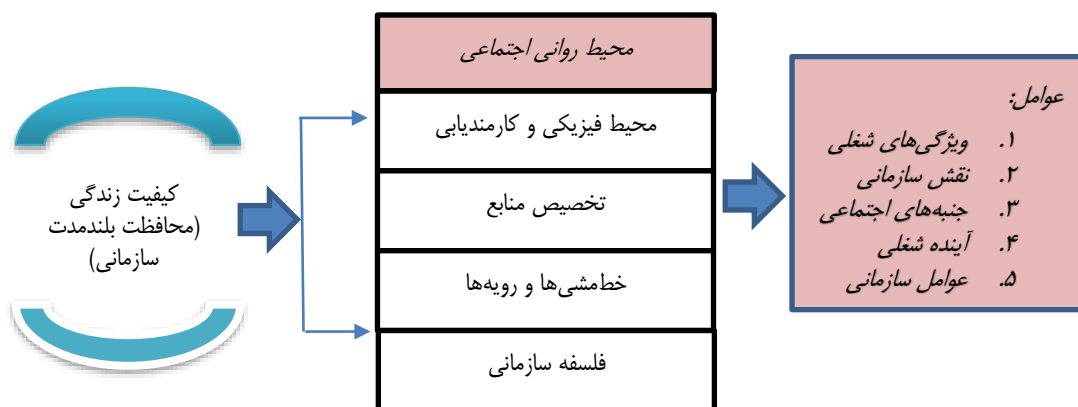 محیط روانی اجتماعی
محیط فیزیکی و کارمندیابی
تخصیص منابع
خط‌مشی‌ها و رویه‌ها
فلسفه سازمانی
عوامل:
۱. ویژگی‌های شغلی
۲. نقش سازمانی
۳. جنبه‌های اجتماعی
۴. آینده شغلی
۵. عوامل سازمانی
کیفیت زندگی
(محافظت بلندمدت
سازمانی)